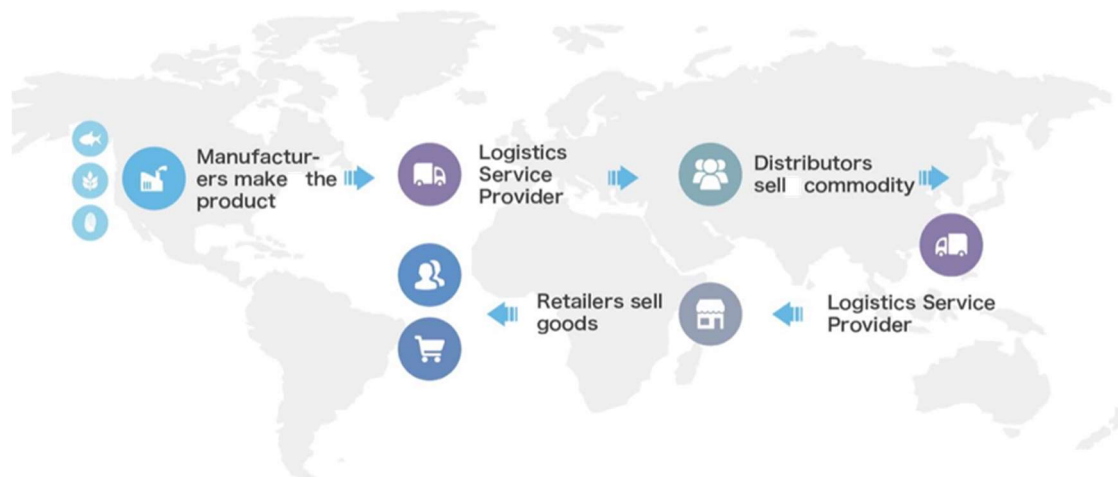 Manufactur-
ers make the
product
Logistics
Service
Provider
Distributors
sell commodity
Logistics Service
Provider
Retailers sell
goods